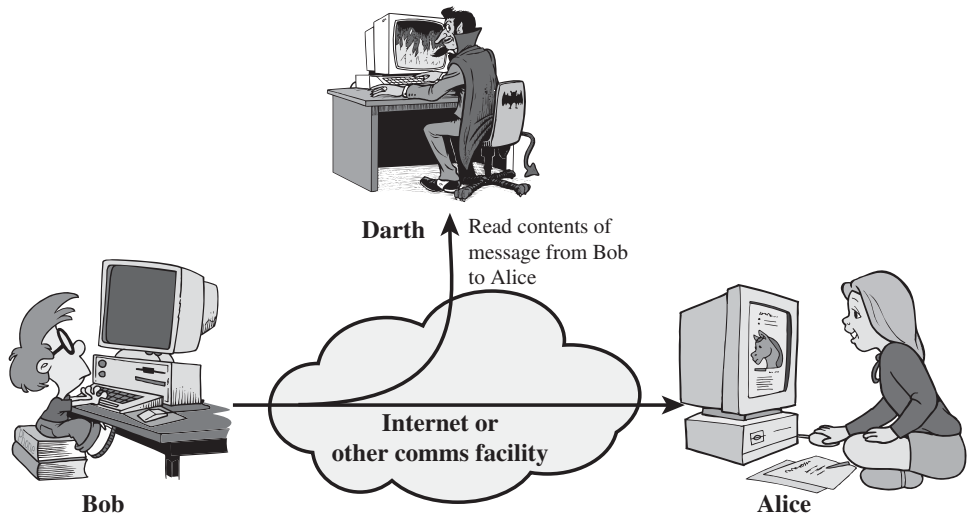 Darth
Read contents of
message from Bob
to Alice
Internet or
other comms facility
Bob
Alice